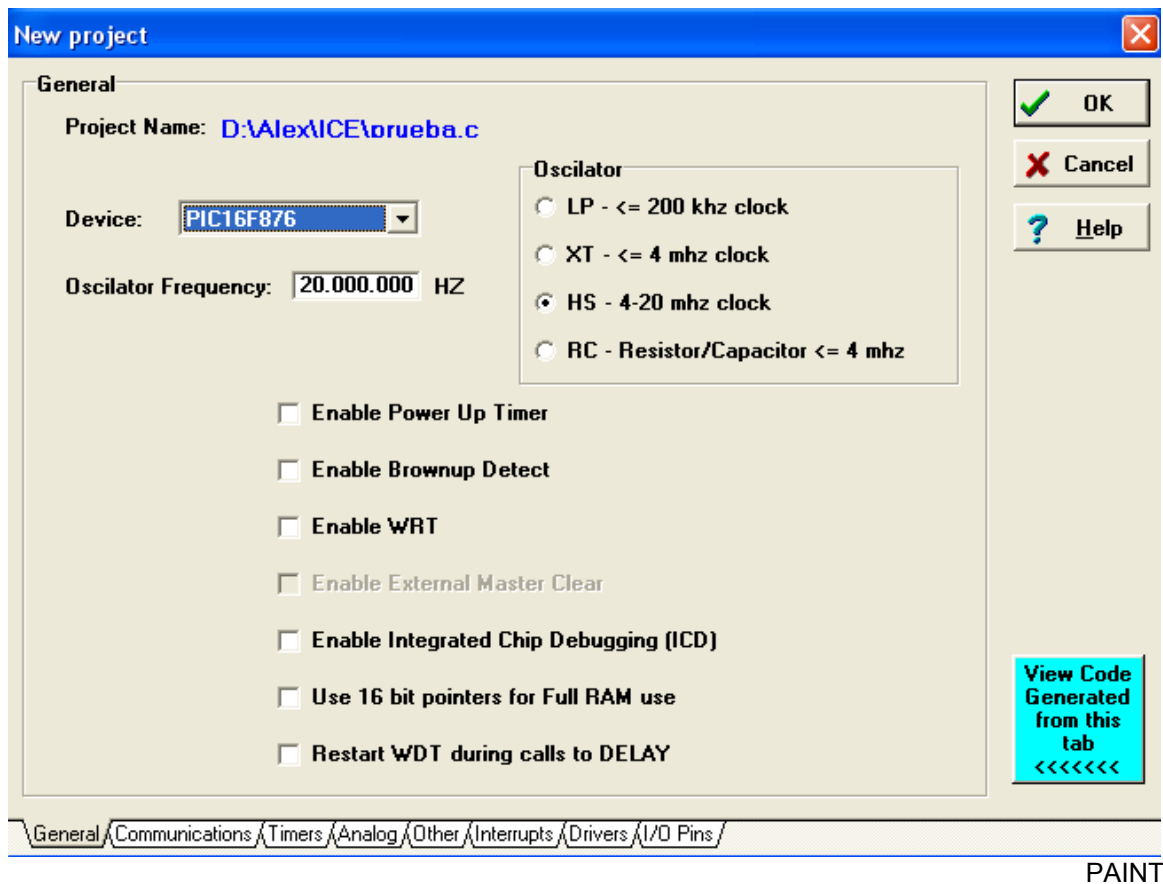 New project
General
Project Name: D:\Alex\ICE\prueba.c
Device: PIC16F876
Oscilator Frequency: 20.000.000 HZ
Oscilator
LP - <= 200 khz clock
XT - <= 4 mhz clock
HS - 4-20 mhz clock
RC - Resistor/Capacitor <= 4 mhz
Enable Power Up Timer
Enable Brownup Detect
Enable WRT
Enable External Master Clear
Enable Integrated Chip Debugging (ICD)
Use 16 bit pointers for Full RAM use
Restart WDT during calls to DELAY
OK
Cancel
Help
View Code
Generated
from this
tab
<<<<<<<
General Communications Timers Analog Other Interrupts Drivers I/O Pins
PAINT